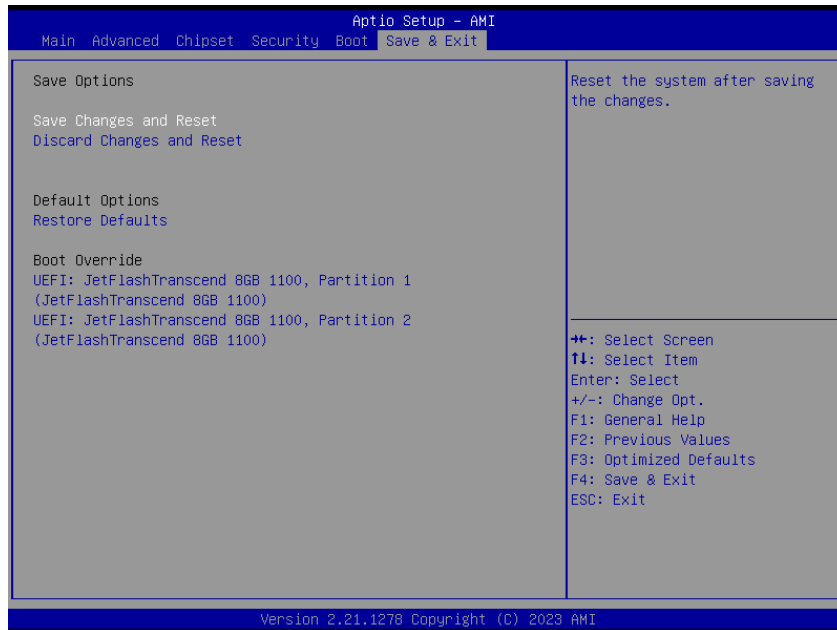 Aptio Setup - AMI
Main Advanced Chipset Security Boot Save & Exit
Save Options
Save Changes and Reset
Discard Changes and Reset
Default Options
Restore Defaults
Boot Override
UEFI: JetFlashTranscend 8GB 1100, Partition 1
(JetFlashTranscend 8GB 1100)
UEFI: JetFlashTranscend 8GB 1100, Partition 2
(JetFlashTranscend 8GB 1100)
Reset the system after saving
the changes.
→←: Select Screen
↑↓: Select Item
Enter: Select
+/-: Change Opt.
F1: General Help
F2: Previous Values
F3: Optimized Defaults
F4: Save & Exit
ESC: Exit
Version 2.21.1278 Copyright (C) 2023 AMI